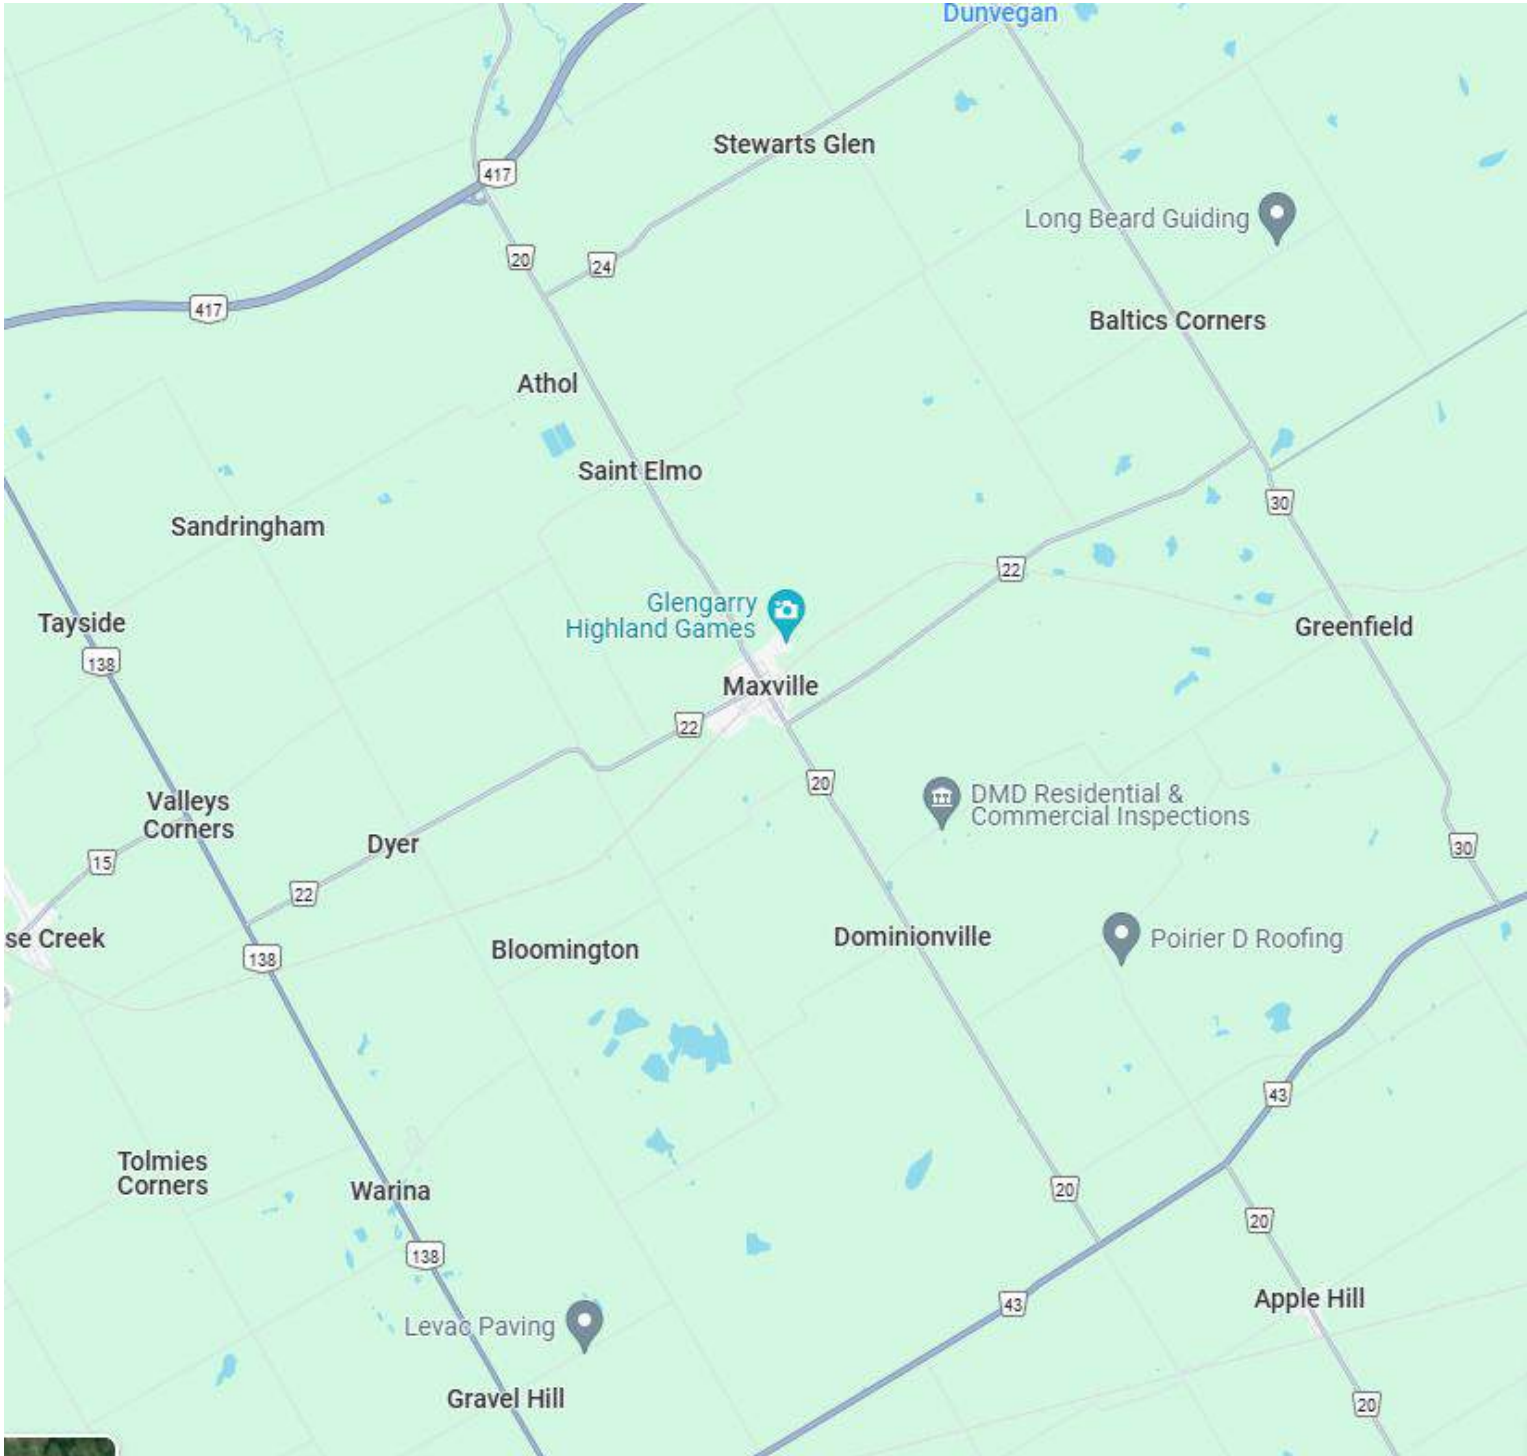 Dunvegan
Stewarts Glen
417
Long Beard Guiding
20
24
417
Baltics Corners
Athol
Saint Elmo
30
Sandringham
22
Glengarry
Highland Games
Tayside
Greenfield
138
Maxville
22
20
DMD Residential &
Commercial Inspections
Valleys
Corners
Dyer
30
15
22
se Creek
Dominionville
Poirier D Roofing
Bloomington
138
43
Tolmies
Corners
Warina
20
20
138
Apple Hill
43
Levac Paving
Gravel Hill
20